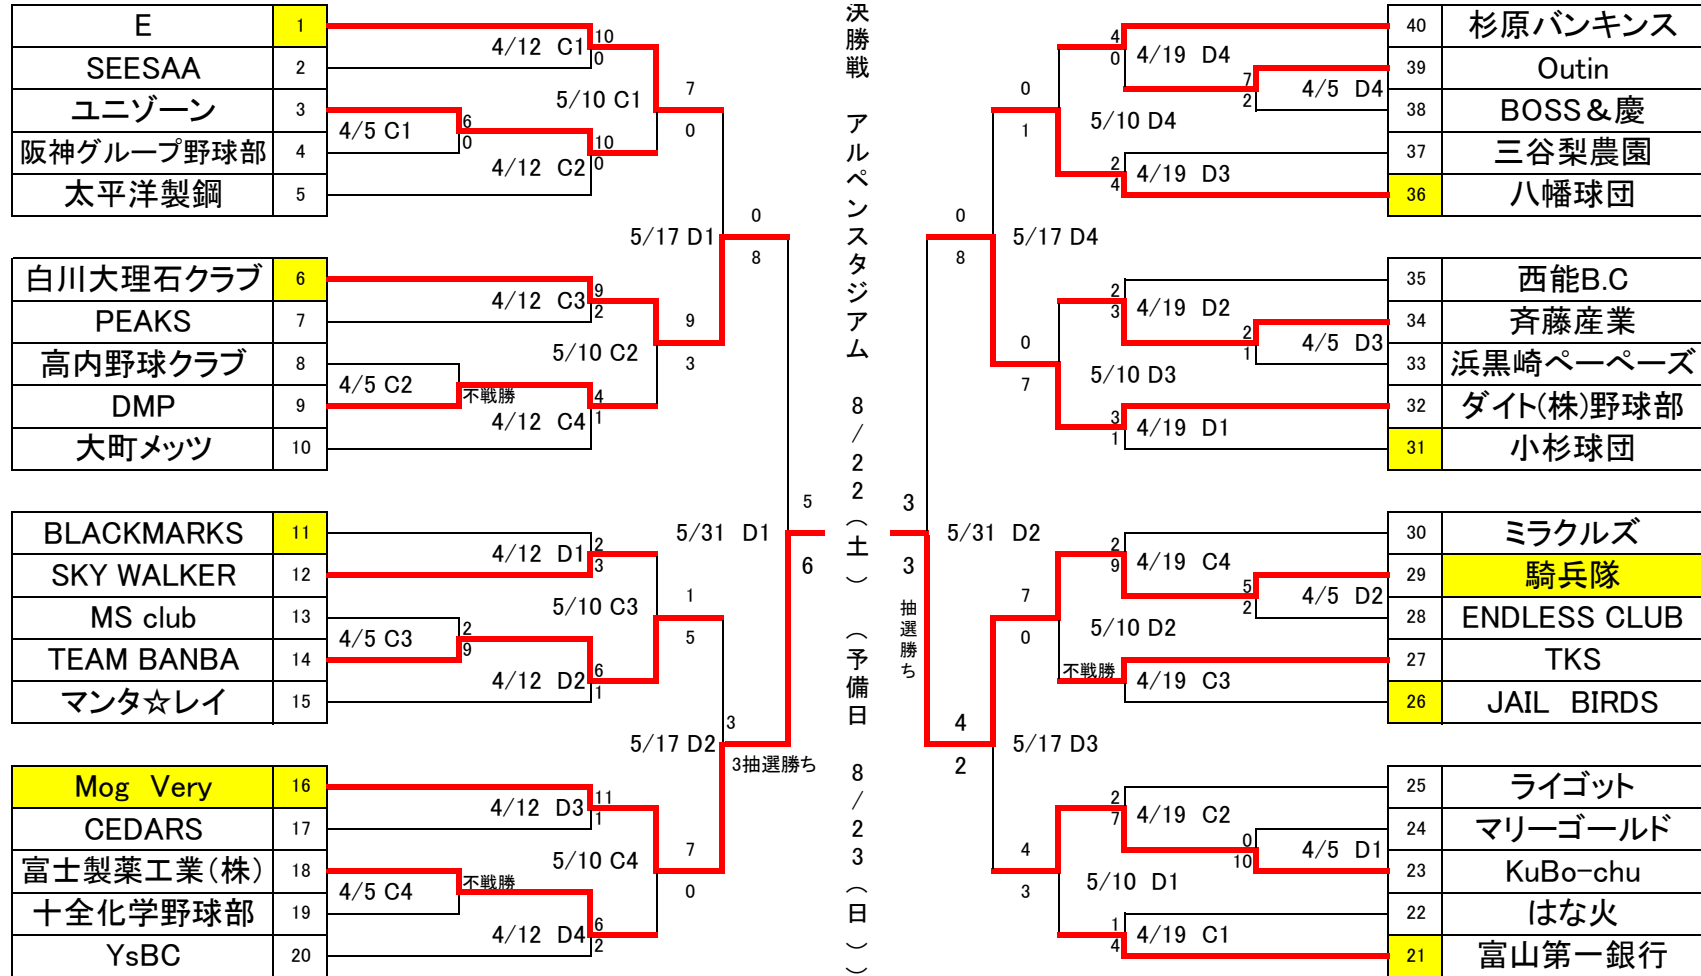 E 1
SEESAA 2
ユニゾーン 3
阪神グループ野球部 4
太平洋製鋼 5
4/12 C1
10
0
4/5 C1
6
0
4/12 C2
10
0
5/10 C1
7
0
白川大理石クラブ 6
PEAKS 7
高内野球クラブ 8
DMP 9
大町メッツ 10
4/12 C3
9
2
4/5 C2
不戦勝
4/12 C4
4
1
5/10 C2
9
3
5/17 D1
0
8
BLACKMARKS 11
SKY WALKER 12
MS club 13
TEAM BANBA 14
マンタ☆レイ 15
4/12 D1
2
3
4/5 C3
2
9
4/12 D2
6
1
5/10 C3
1
5
Mog Very 16
CEDARS 17
富士製薬工業(株) 18
十全化学野球部 19
YsBC 20
4/12 D3
11
1
4/5 C4
不戦勝
4/12 D4
6
2
5/10 C4
7
0
5/17 D2
3
3抽選勝ち
5/31 D1
5
6
決勝戦 アルペンスタジアム 8/22(土) (予備日 8/23(日))
3
3
抽選勝ち
5/31 D2
0
8
5/17 D4
0
1
5/10 D4
4
0
4/19 D4
7
2
4/5 D4
2
4
4/19 D3
40 杉原バンキンス
39 Outin
38 BOSS&慶
37 三谷梨農園
36 八幡球団
0
7
5/10 D3
2
3
4/19 D2
2
1
4/5 D3
3
1
4/19 D1
35 西能B.C
34 斉藤産業
33 浜黒崎ペーペーズ
32 ダイト(株)野球部
31 小杉球団
4
2
5/17 D3
7
0
5/10 D2
2
9
4/19 C4
5
2
4/5 D2
不戦勝
4/19 C3
30 ミラクルズ
29 騎兵隊
28 ENDLESS CLUB
27 TKS
26 JAIL BIRDS
4
3
5/10 D1
2
7
4/19 C2
0
10
4/5 D1
1
4
4/19 C1
25 ライゴット
24 マリーゴールド
23 KuBo-chu
22 はな火
21 富山第一銀行